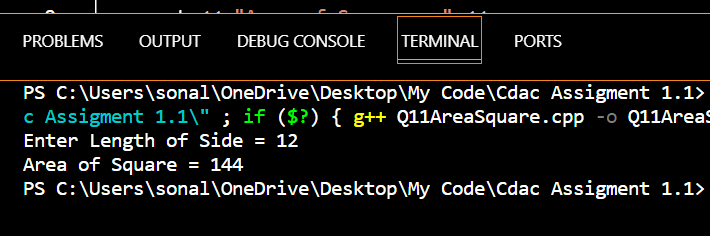 PROBLEMS OUTPUT DEBUG CONSOLE TERMINAL PORTS
PS C:\Users\sonal\OneDrive\Desktop\My Code\Cdac Assigment 1.1>
c Assigment 1.1\" ; if ($?) { g++ Q11AreaSquare.cpp -o Q11AreaS
Enter Length of Side = 12
Area of Square = 144
PS C:\Users\sonal\OneDrive\Desktop\My Code\Cdac Assigment 1.1>